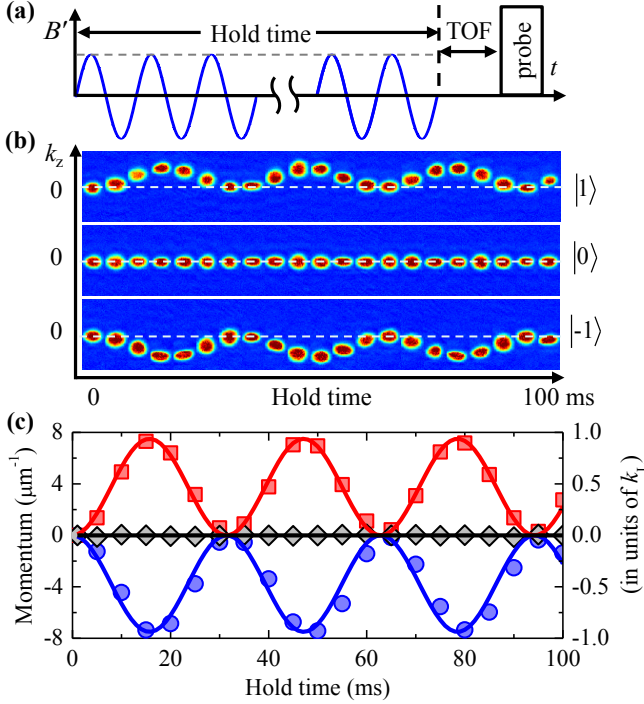 (a)
B′
Hold time
TOF
probe
t
(b)
k_z
0
|1⟩
0
|0⟩
0
|-1⟩
0
Hold time
100 ms
(c)
8
4
0
-4
-8
Momentum (μm⁻¹)
1.0
0.5
0.0
-0.5
-1.0
(in units of k_L)
0
20
40
60
80
100
Hold time (ms)